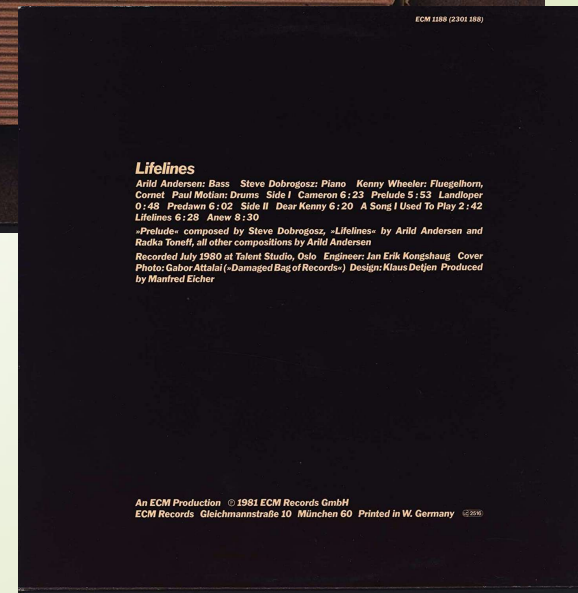 ECM 1188 (2301 188)
Lifelines
Arild Andersen: Bass Steve Dobrogosz: Piano Kenny Wheeler: Fluegelhorn,
Cornet Paul Motian: Drums Side I Cameron 6:23 Prelude 5:53 Landloper
0:48 Predawn 6:02 Side II Dear Kenny 6:20 A Song I Used To Play 2:42
Lifelines 6:28 Anew 8:30
»Prelude« composed by Steve Dobrogosz, »Lifelines« by Arild Andersen and
Radka Toneff, all other compositions by Arild Andersen
Recorded July 1980 at Talent Studio, Oslo Engineer: Jan Erik Kongshaug Cover
Photo: Gabor Attalai (»Damaged Bag of Records«) Design: Klaus Detjen Produced
by Manfred Eicher
An ECM Production ℗ 1981 ECM Records GmbH
ECM Records Gleichmannstraße 10 München 60 Printed in W. Germany LC 2516